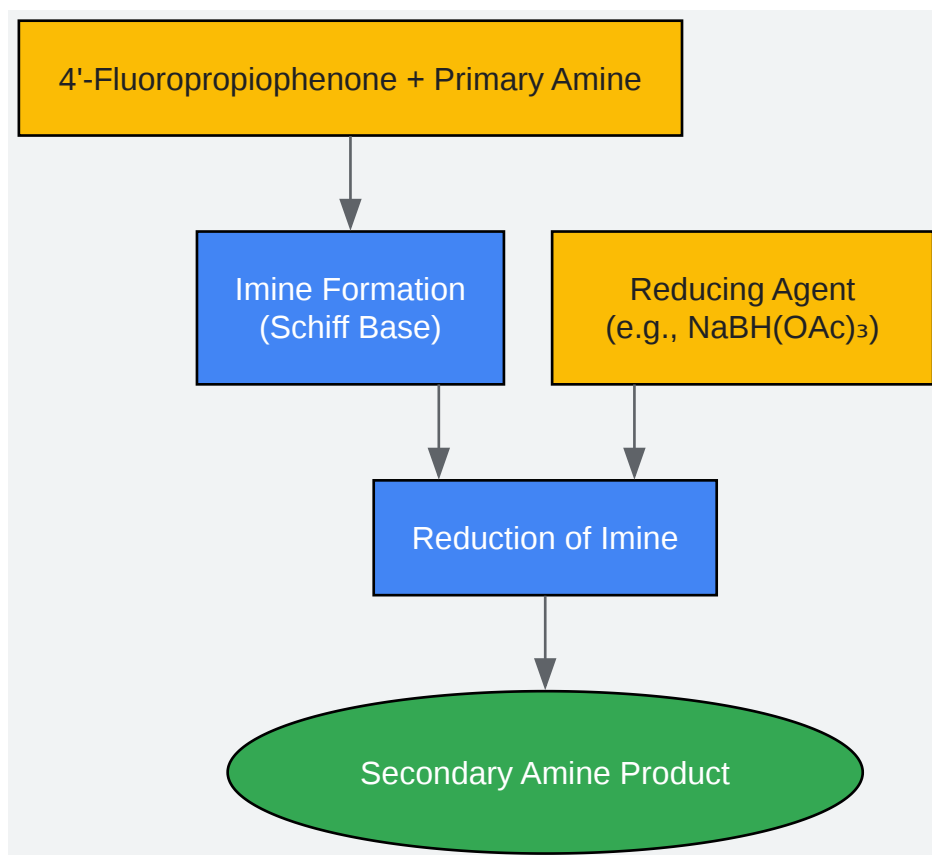 4'-Fluoropropiophenone + Primary Amine
Imine Formation
(Schiff Base)
Reducing Agent
(e.g., NaBH(OAc)₃)
Reduction of Imine
Secondary Amine Product